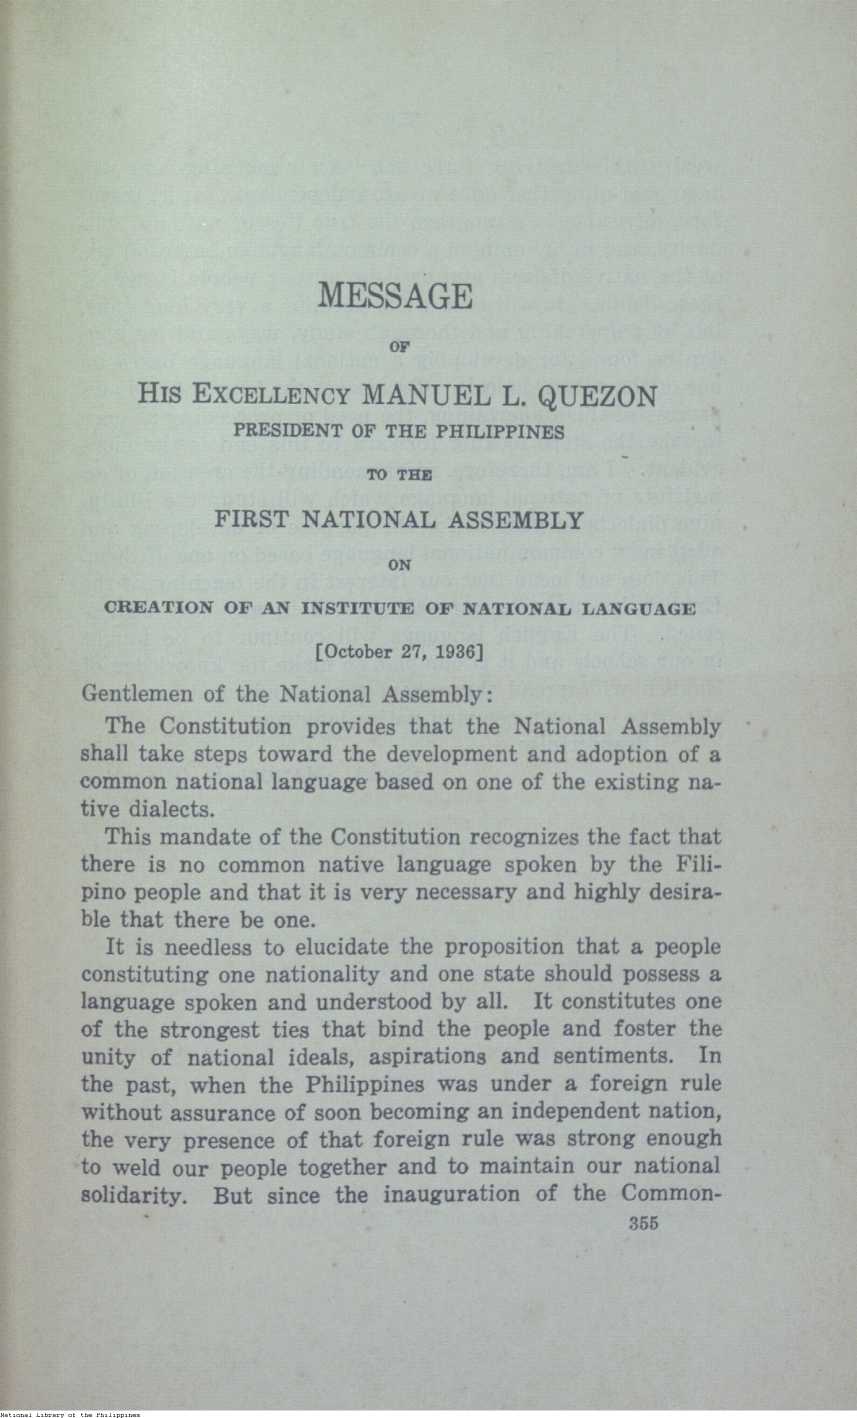 MESSAGE
OF
HIS EXCELLENCY MANUEL L. QUEZON
PRESIDENT OF THE PHILIPPINES
TO THE
FIRST NATIONAL ASSEMBLY
ON
CREATION OF AN INSTITUTE OF NATIONAL LANGUAGE
[October 27, 1936]
Gentlemen of the National Assembly:
The Constitution provides that the National Assembly
shall take steps toward the development and adoption of a
common national language based on one of the existing na-
tive dialects.
This mandate of the Constitution recognizes the fact that
there is no common native language spoken by the Fili-
pino people and that it is very necessary and highly desira-
ble that there be one.
It is needless to elucidate the proposition that a people
constituting one nationality and one state should possess a
language spoken and understood by all. It constitutes one
of the strongest ties that bind the people and foster the
unity of national ideals, aspirations and sentiments. In
the past, when the Philippines was under a foreign rule
without assurance of soon becoming an independent nation,
the very presence of that foreign rule was strong enough
to weld our people together and to maintain our national
solidarity. But since the inauguration of the Common-
355
National Library of the Philippines